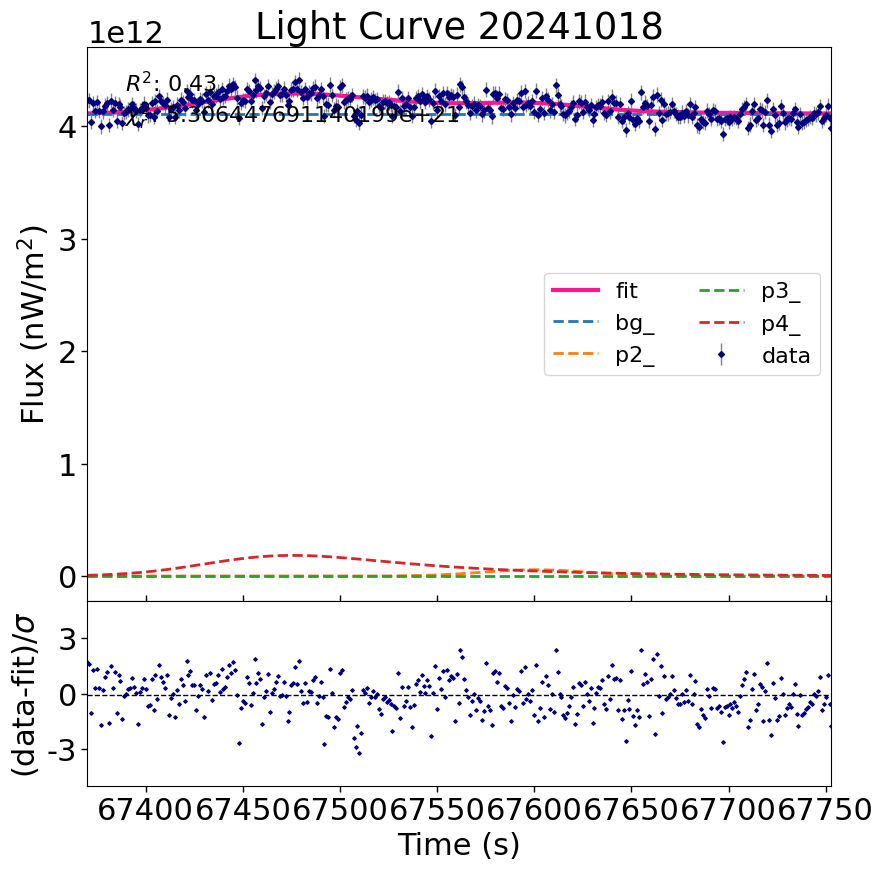 Light Curve 20241018
1e12
R²: 0.43
4
3
2
1
0
Flux (nW/m²)
fit
bg_
p2_
p3_
p4_
data
3
0
-3
(data-fit)/σ
67400 67450 67500 67550 67600 67650 67700 67750
Time (s)